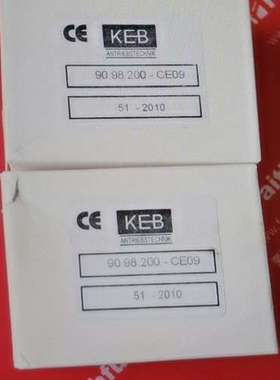 CE KEB
ANTRIEBSTECHNIK
90 98 200 - CE09
51 - 2010
CE KEB
ANTRIEBSTECHNIK
90 98 200 - CE09
51 - 2010